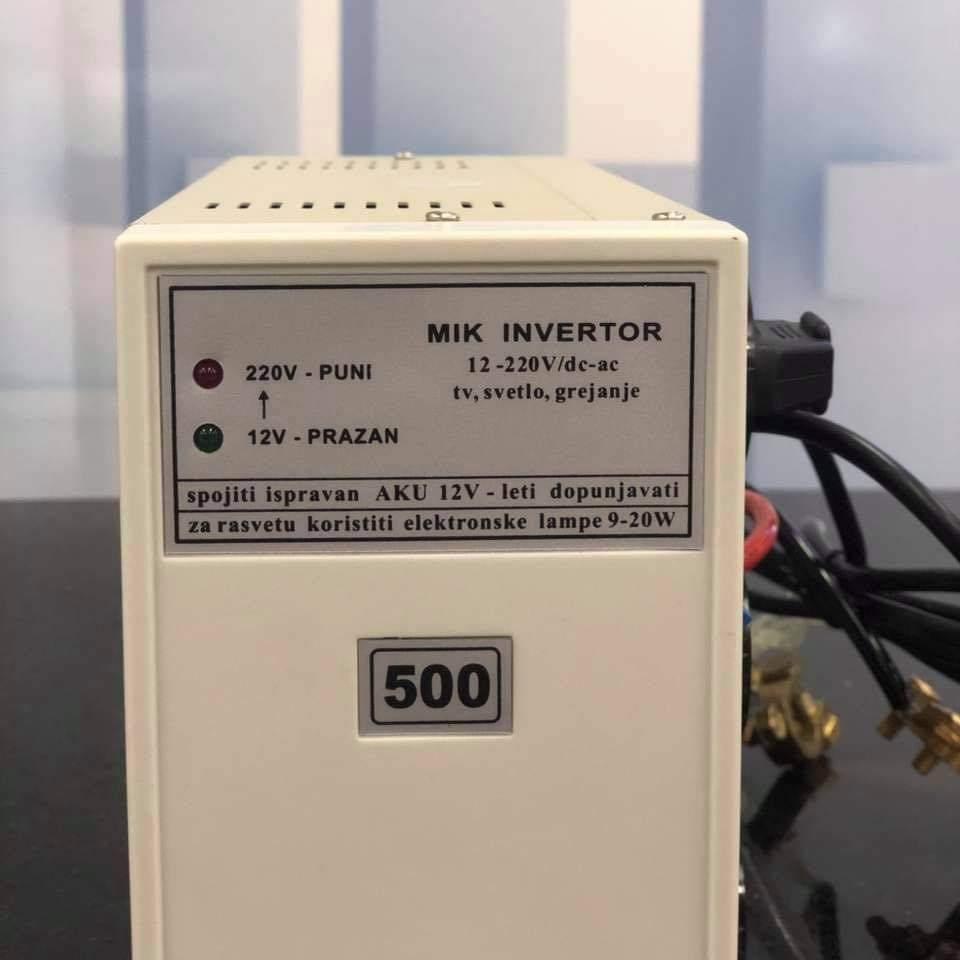 MIK INVERTOR
12-220V/dc-ac
tv, svetlo, grejanje
220V - PUNI
12V - PRAZAN
spojiti ispravan AKU 12V - leti dopunjavati
za rasvetu koristiti elektronske lampe 9-20W
500